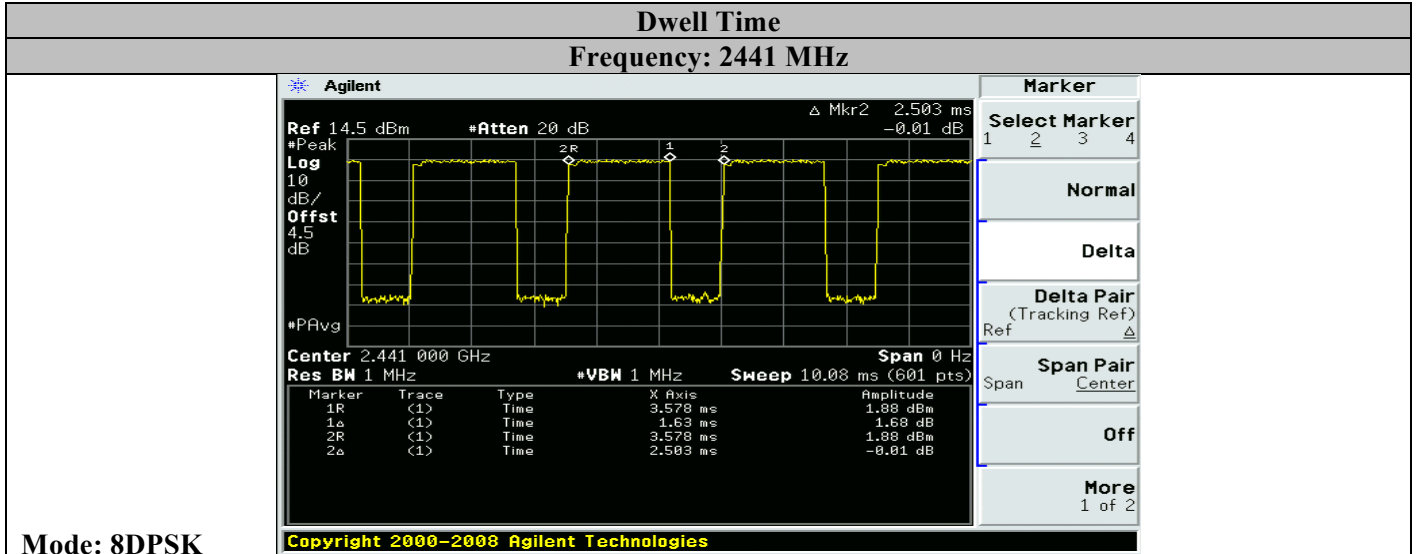 Dwell Time
Frequency: 2441 MHz
Agilent
Marker
Δ Mkr2 2.503 ms
Ref 14.5 dBm #Atten 20 dB -0.01 dB
Select Marker
1 2 3 4
#Peak
Log
10
dB/
Offst
4.5
dB
2R 1 2
Normal
Delta
Delta Pair
(Tracking Ref)
Ref Δ
#PAvg
Center 2.441 000 GHz Span 0 Hz
Res BW 1 MHz #VBW 1 MHz Sweep 10.08 ms (601 pts)
Span Pair
Span Center
Marker Trace Type X Axis Amplitude
1R (1) Time 3.578 ms 1.88 dBm
1Δ (1) Time 1.63 ms 1.68 dB
2R (1) Time 3.578 ms 1.88 dBm
2Δ (1) Time 2.503 ms -0.01 dB
Off
More
1 of 2
Mode: 8DPSK
Copyright 2000-2008 Agilent Technologies